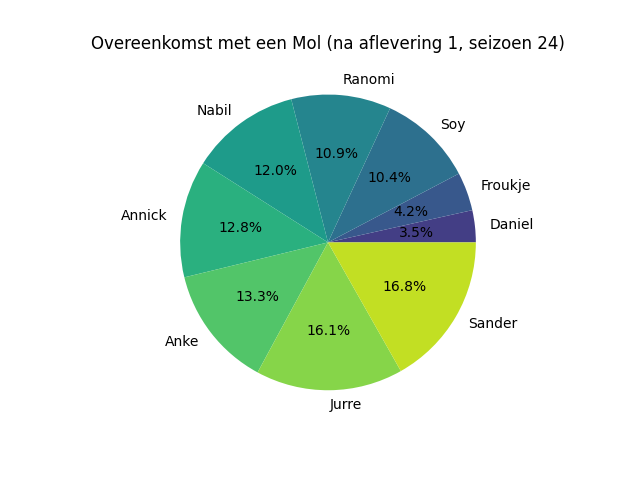 Overeenkomst met een Mol (na aflevering 1, seizoen 24)
Ranomi
Nabil
Soy
10.9%
12.0%
10.4%
Froukje
4.2%
Annick
12.8%
Daniel
3.5%
16.8%
13.3%
Sander
16.1%
Anke
Jurre